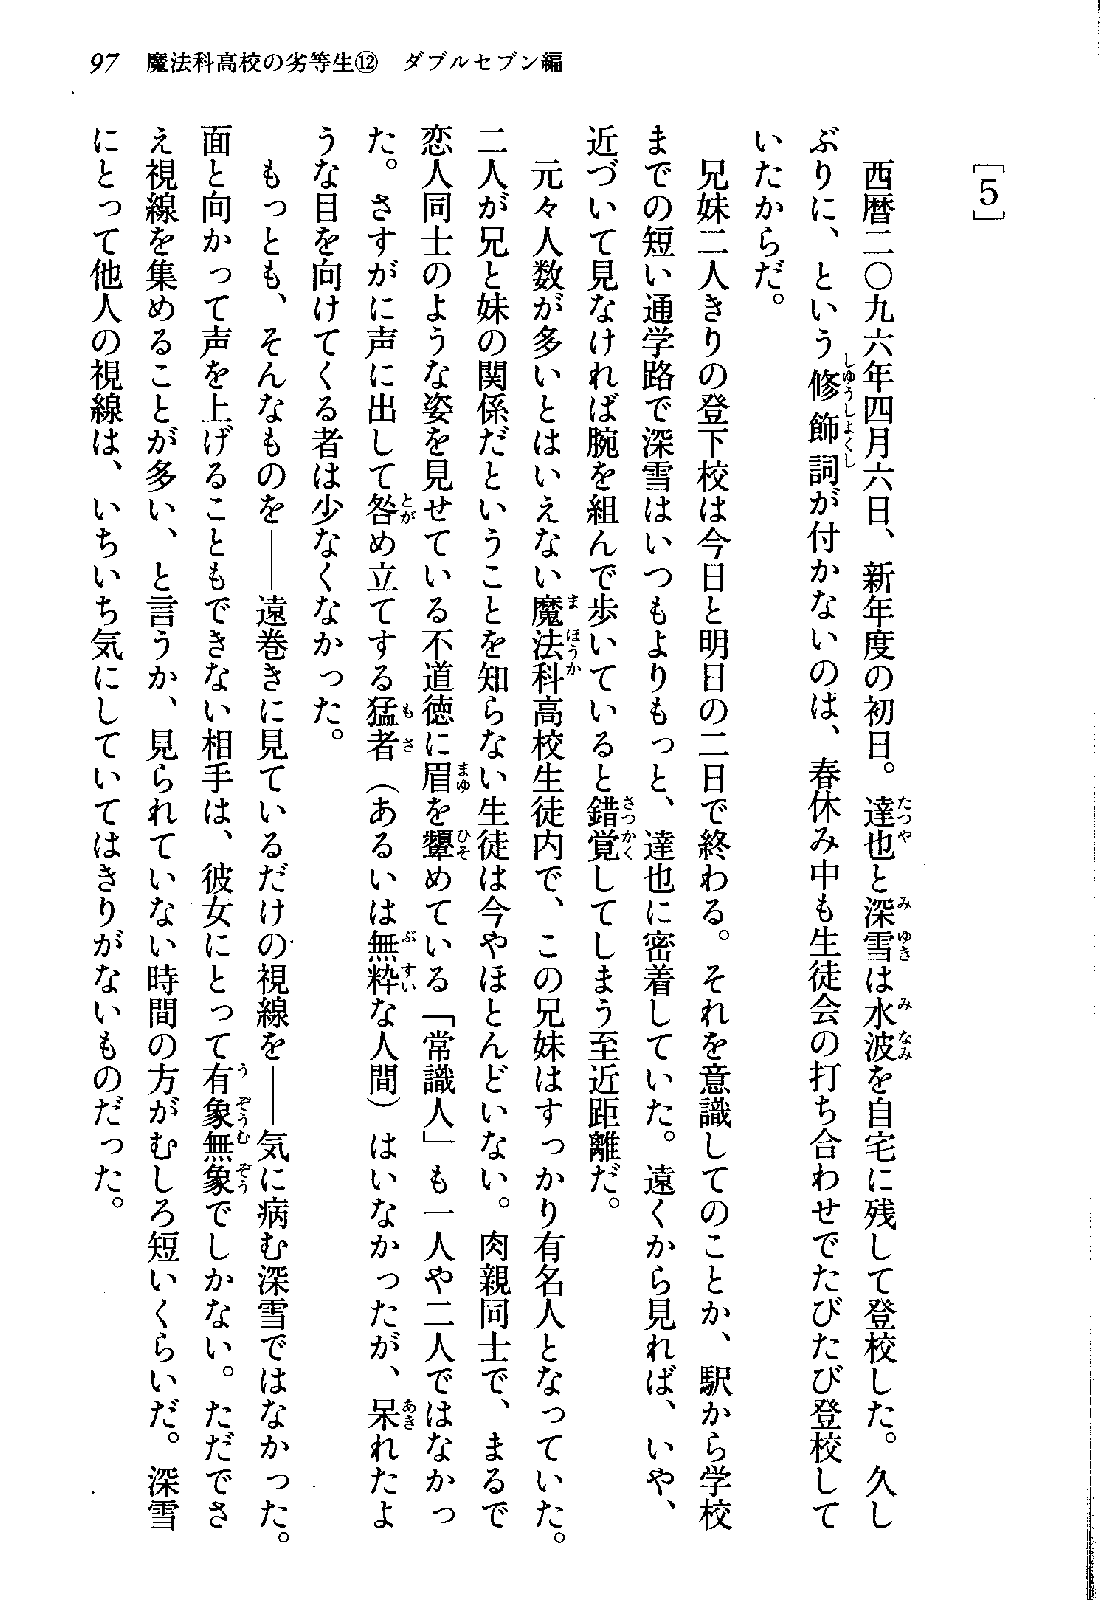 97　魔法科高校の劣等生⑫　ダブルセブン編
［5］
　西暦二〇九六年四月六日、新年度の初日。達也と深雪は水波を自宅に残して登校した。久し
ぶりに、という修飾詞が付かないのは、春休み中も生徒会の打ち合わせでたびたび登校して
いたからだ。
　兄妹二人きりの登下校は今日と明日の二日で終わる。それを意識してのことか、駅から学校
までの短い通学路で深雪はいつもよりもっと、達也に密着していた。遠くから見れば、いや、
近づいて見なければ腕を組んで歩いていると錯覚してしまう至近距離だ。
　元々人数が多いとはいえない魔法科高校生徒内で、この兄妹はすっかり有名人となっていた。
二人が兄と妹の関係だということを知らない生徒は今やほとんどいない。肉親同士で、まるで
恋人同士のような姿を見せている不道徳に眉を顰めている「常識人」も一人や二人ではなかっ
た。さすがに声に出して咎め立てする猛者（あるいは無粋な人間）はいなかったが、呆れたよ
うな目を向けてくる者は少なくなかった。
　もっとも、そんなものを――遠巻きに見ているだけの視線を――気に病む深雪ではなかった。
面と向かって声を上げることもできない相手は、彼女にとって有象無象でしかない。ただでさ
え視線を集めることが多い、と言うか、見られていない時間の方がむしろ短いくらいだ。深雪
にとって他人の視線は、いちいち気にしていてはきりがないものだった。